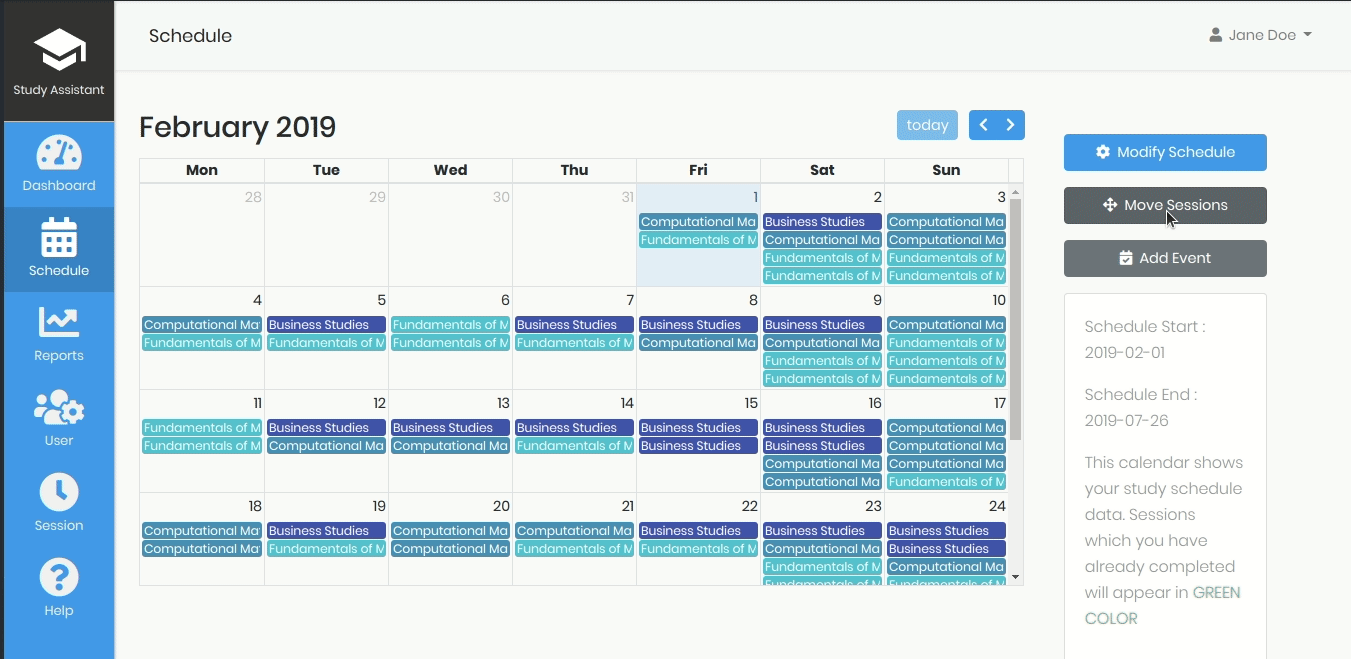 Study Assistant
Dashboard
Schedule
Reports
User
Session
Help
Schedule
Jane Doe
February 2019
today
Mon Tue Wed Thu Fri Sat Sun
28 29 30 31 1 2 3
Computational Ma Business Studies Computational Ma
Fundamentals of M Computational Ma Computational Ma
Fundamentals of M Fundamentals of M
Fundamentals of M Fundamentals of M
4 5 6 7 8 9 10
Computational Ma Business Studies Fundamentals of M Business Studies Business Studies Business Studies Computational Ma
Fundamentals of M Fundamentals of M Fundamentals of M Fundamentals of M Computational Ma Computational Ma Fundamentals of M
Fundamentals of M Fundamentals of M
Fundamentals of M Fundamentals of M
11 12 13 14 15 16 17
Fundamentals of M Business Studies Business Studies Business Studies Business Studies Business Studies Computational Ma
Fundamentals of M Computational Ma Computational Ma Fundamentals of M Business Studies Business Studies Computational Ma
Computational Ma Computational Ma
Computational Ma Fundamentals of M
18 19 20 21 22 23 24
Computational Ma Business Studies Computational Ma Computational Ma Business Studies Business Studies Business Studies
Computational Ma Fundamentals of M Computational Ma Fundamentals of M Fundamentals of M Computational Ma Business Studies
Fundamentals of M Computational Ma
Fundamentals of M Fundamentals of M
Modify Schedule
Move Sessions
Add Event
Schedule Start :
2019-02-01
Schedule End :
2019-07-26
This calendar shows
your study schedule
data. Sessions
which you have
already completed
will appear in GREEN
COLOR